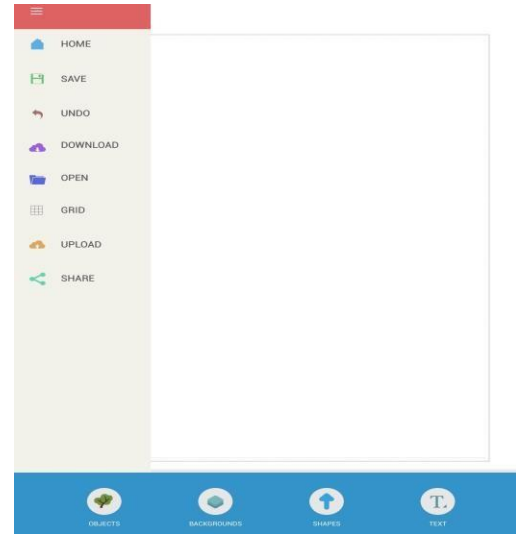 HOME
SAVE
UNDO
DOWNLOAD
OPEN
GRID
UPLOAD
SHARE
OBJECTS
BACKGROUNDS
SHAPES
T.
TEXT